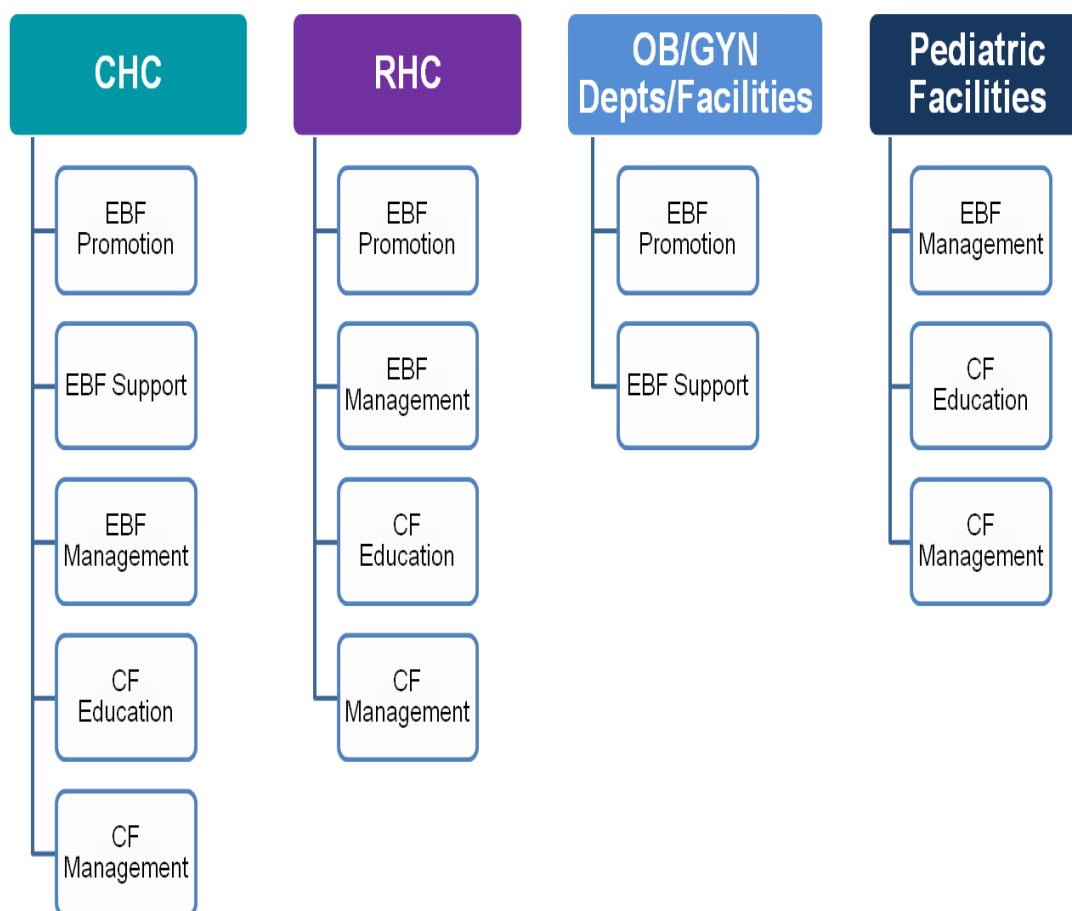 CHC
EBF
Promotion
EBF Support
EBF
Management
CF
Education
CF
Management
RHC
EBF
Promotion
EBF
Management
CF
Education
CF
Management
OB/GYN
Depts/Facilities
EBF
Promotion
EBF Support
Pediatric
Facilities
EBF
Management
CF
Education
CF
Management